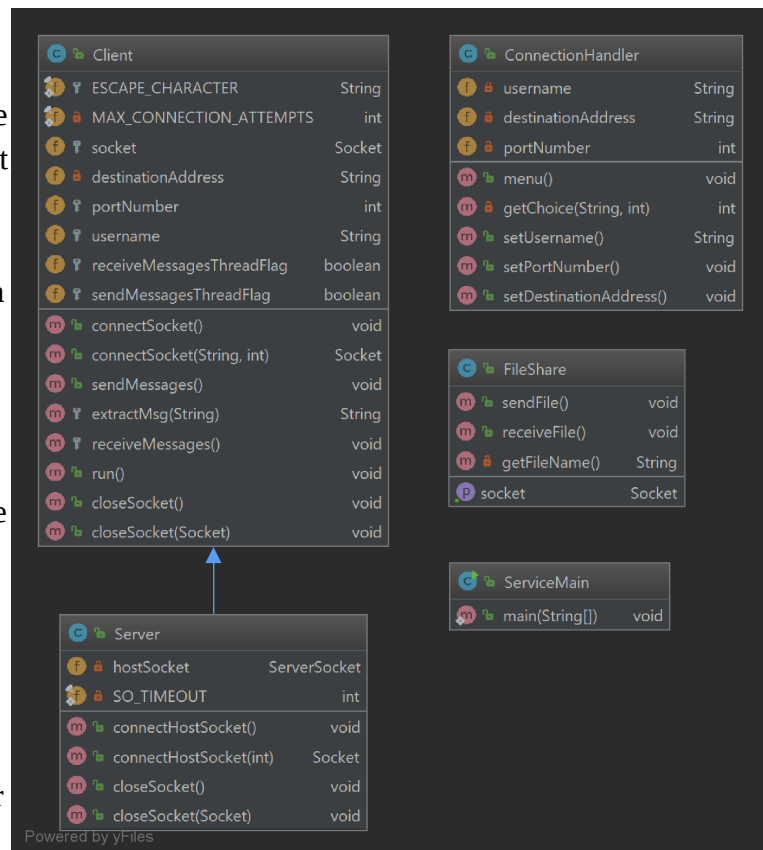 Client
ESCAPE_CHARACTER String
MAX_CONNECTION_ATTEMPTS int
socket Socket
destinationAddress String
portNumber int
username String
receiveMessagesThreadFlag boolean
sendMessagesThreadFlag boolean
connectSocket() void
connectSocket(String, int) Socket
sendMessages() void
extractMsg(String) String
receiveMessages() void
run() void
closeSocket() void
closeSocket(Socket) void
Server
hostSocket ServerSocket
SO_TIMEOUT int
connectHostSocket() void
connectHostSocket(int) Socket
closeSocket() void
closeSocket(Socket) void
ConnectionHandler
username String
destinationAddress String
portNumber int
menu() void
getChoice(String, int) int
setUsername() String
setPortNumber() void
setDestinationAddress() void
FileShare
sendFile() void
receiveFile() void
getFileName() String
socket Socket
ServiceMain
main(String[]) void
Powered by yFiles